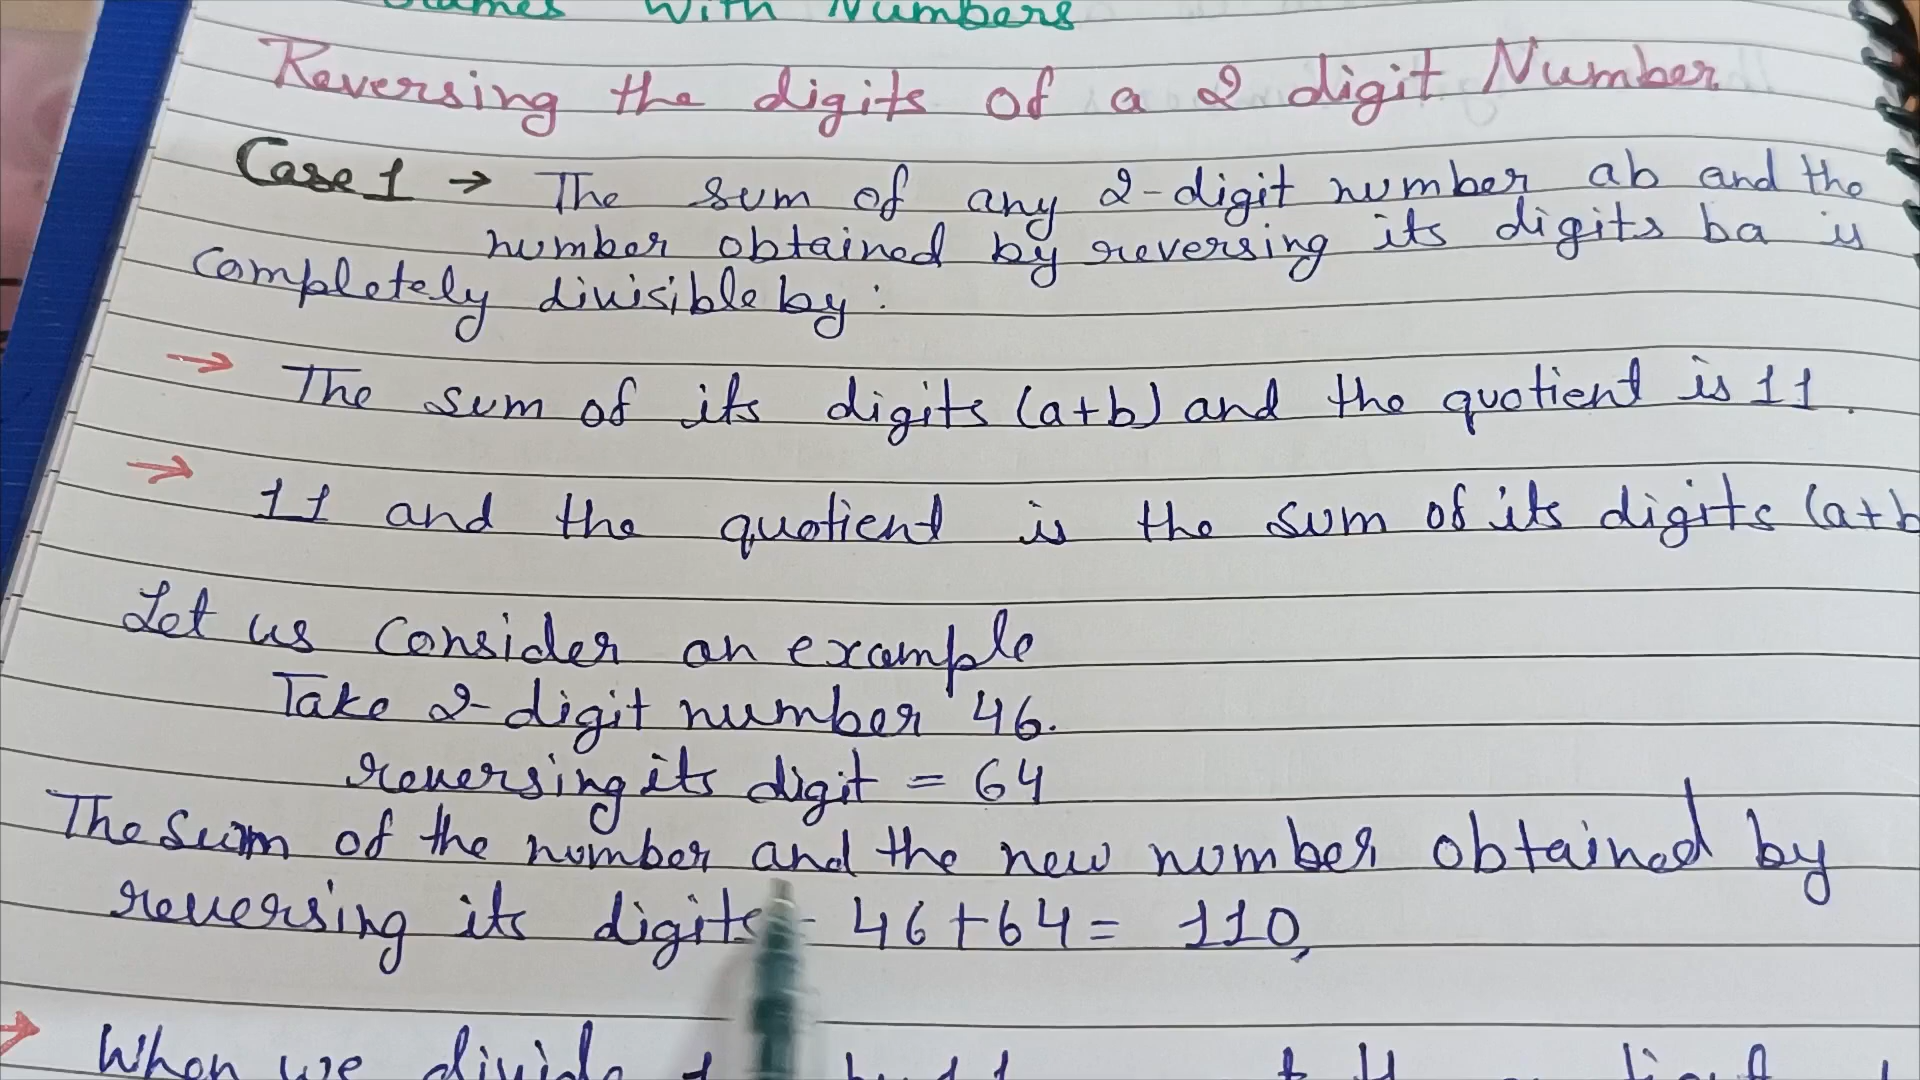 Games With Numbers
Reversing the digits of a 2 digit Number
Case 1 → The sum of any 2-digit number ab and the
number obtained by reversing its digits ba is
completely divisible by:
→ The sum of its digits (a+b) and the quotient is 11.
→ 11 and the quotient is the sum of its digits (a+b
Let us consider an example
Take 2-digit number 46.
reversing its digit = 64
The sum of the number and the new number obtained by
reversing its digits = 46+64 = 110,
→ When we divide